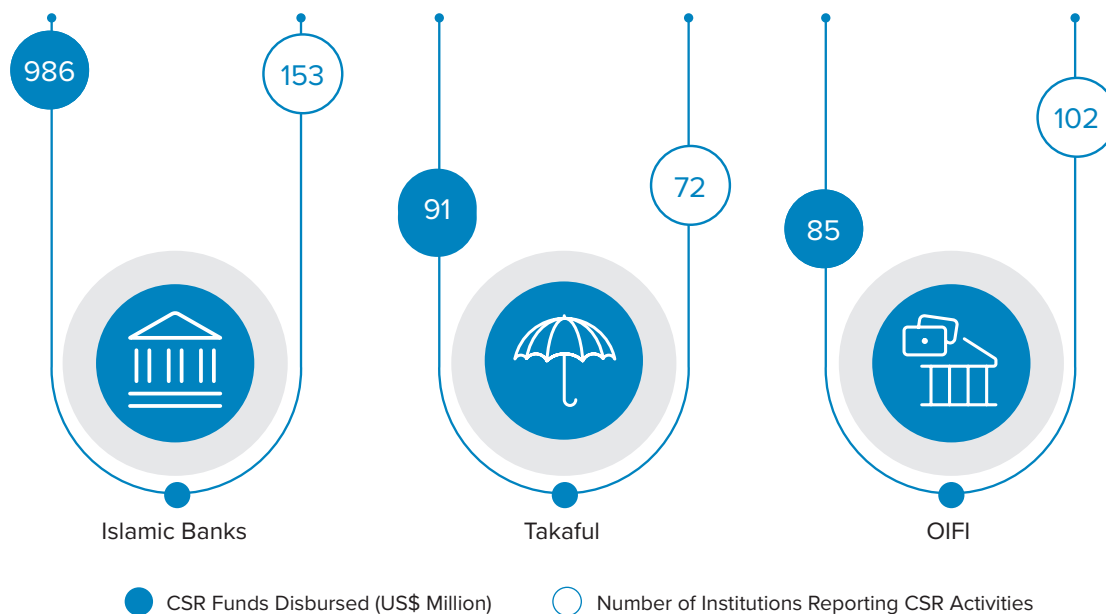 986
153
91
72
85
102
Islamic Banks
Takaful
OIFI
CSR Funds Disbursed (US$ Million)
Number of Institutions Reporting CSR Activities